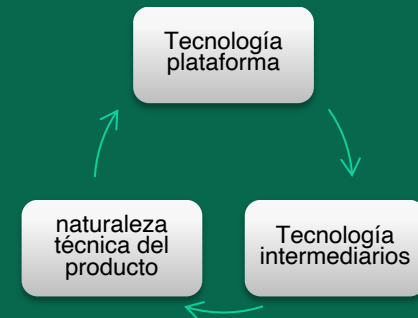 Tecnología
plataforma
naturaleza
técnica del
producto
Tecnología
intermediarios